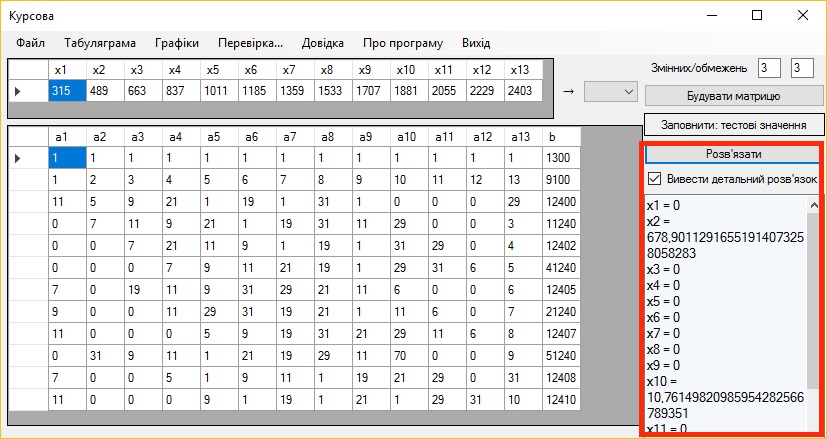 Курсова
Файл Табуляграма Графіки Перевірка... Довідка Про програму Вихід
x1 x2 x3 x4 x5 x6 x7 x8 x9 x10 x11 x12 x13
315 489 663 837 1011 1185 1359 1533 1707 1881 2055 2229 2403
→
Змінних/обмежень 3 3
Будувати матрицю
Заповнити: тестові значення
a1 a2 a3 a4 a5 a6 a7 a8 a9 a10 a11 a12 a13 b
1 1 1 1 1 1 1 1 1 1 1 1 1 1300
1 2 3 4 5 6 7 8 9 10 11 12 13 9100
11 5 9 21 1 19 1 31 1 0 0 0 29 12400
0 7 11 9 21 1 19 31 11 29 0 0 3 11240
0 0 7 21 11 9 1 19 1 31 29 0 4 12402
0 0 0 7 9 11 21 19 1 29 31 6 5 41240
7 0 19 11 9 31 29 21 11 6 0 0 6 12405
9 0 0 11 29 31 19 21 1 11 6 0 7 21240
11 0 0 0 5 9 19 31 21 29 11 6 8 12407
0 31 9 11 1 21 19 29 11 70 0 0 9 51240
7 0 0 5 1 9 11 1 19 21 29 0 31 12408
11 0 0 9 1 19 1 21 1 29 19 31 10 12410
Розв'язати
Вивести детальний розв'язок
x1 = 0
x2 =
678,9011291655191407325
8058283
x3 = 0
x4 = 0
x5 = 0
x6 = 0
x7 = 0
x8 = 0
x9 = 0
x10 =
10,76149820985954282566
789351
x11 = 0